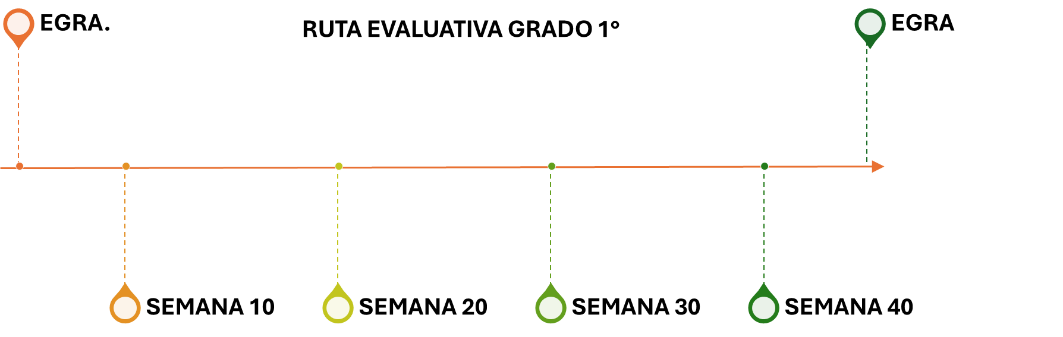 EGRA.
RUTA EVALUATIVA GRADO 1°
EGRA
SEMANA 10
SEMANA 20
SEMANA 30
SEMANA 40